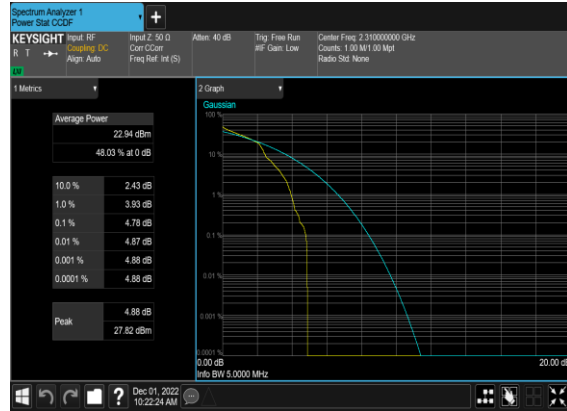 Spectrum Analyzer 1
Power Stat CCDF
KEYSIGHT
R T
Input: RF
Coupling: DC
Align: Auto
Input Z: 50 Ω
Corr CCorr
Freq Ref: Int (S)
Atten: 40 dB
Trig: Free Run
#IF Gain: Low
Center Freq: 2.310000000 GHz
Counts: 1.00 M/1.00 Mpt
Radio Std: None
1 Metrics
Average Power
22.94 dBm
48.03 % at 0 dB
10.0 % 2.43 dB
1.0 % 3.93 dB
0.1 % 4.78 dB
0.01 % 4.87 dB
0.001 % 4.88 dB
0.0001 % 4.88 dB
Peak
4.88 dB
27.82 dBm
2 Graph
Gaussian
100 %
10 %
1 %
0.1 %
0.01 %
0.001 %
0.0001 %
0.00 dB
20.00 dB
Info BW 5.0000 MHz
Dec 01, 2022
10:22:24 AM